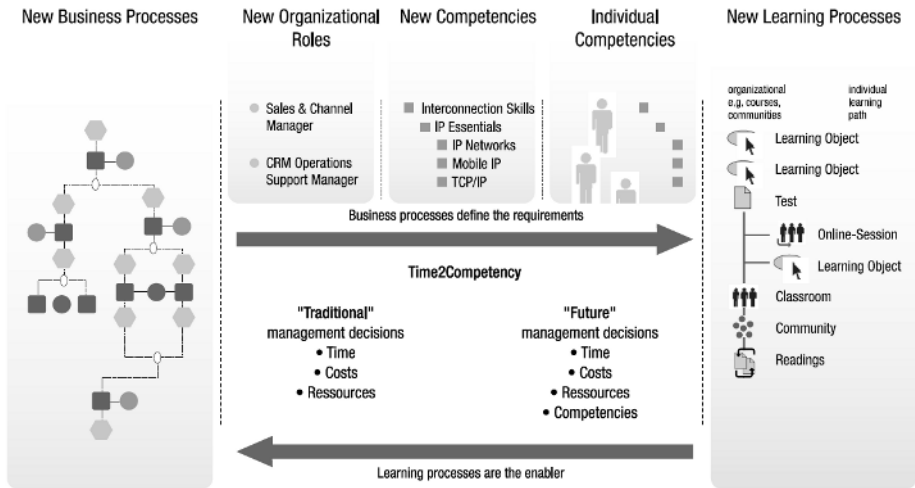 New Business Processes
New Organizational
Roles
New Competencies
Individual
Competencies
New Learning Processes
Sales & Channel
Manager
CRM Operations
Support Manager
Interconnection Skills
IP Essentials
IP Networks
Mobile IP
TCP/IP
organizational
e.g, courses,
communities
individual
learning
path
Learning Object
Learning Object
Test
Online-Session
Learning Object
Classroom
Community
Readings
Business processes define the requirements
Time2Competency
"Traditional"
management decisions
• Time
• Costs
• Ressources
"Future"
management decisions
• Time
• Costs
• Ressources
• Competencies
Learning processes are the enabler